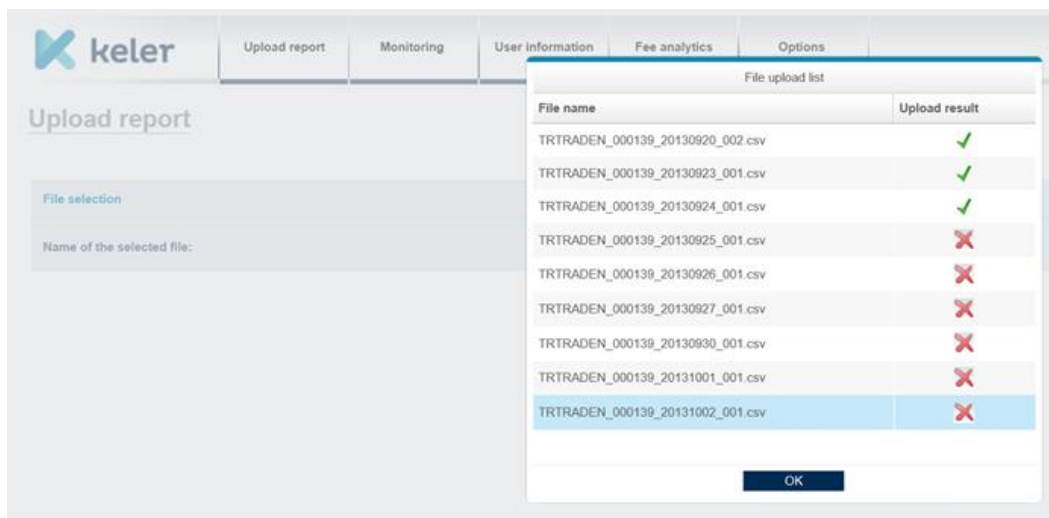 keler
Upload report
Monitoring
User information
Fee analytics
Options
Upload report
File selection
Name of the selected file:
File upload list
File name Upload result
TRTRADEN_000139_20130920_002.csv
TRTRADEN_000139_20130923_001.csv
TRTRADEN_000139_20130924_001.csv
TRTRADEN_000139_20130925_001.csv
TRTRADEN_000139_20130926_001.csv
TRTRADEN_000139_20130927_001.csv
TRTRADEN_000139_20130930_001.csv
TRTRADEN_000139_20131001_001.csv
TRTRADEN_000139_20131002_001.csv
OK